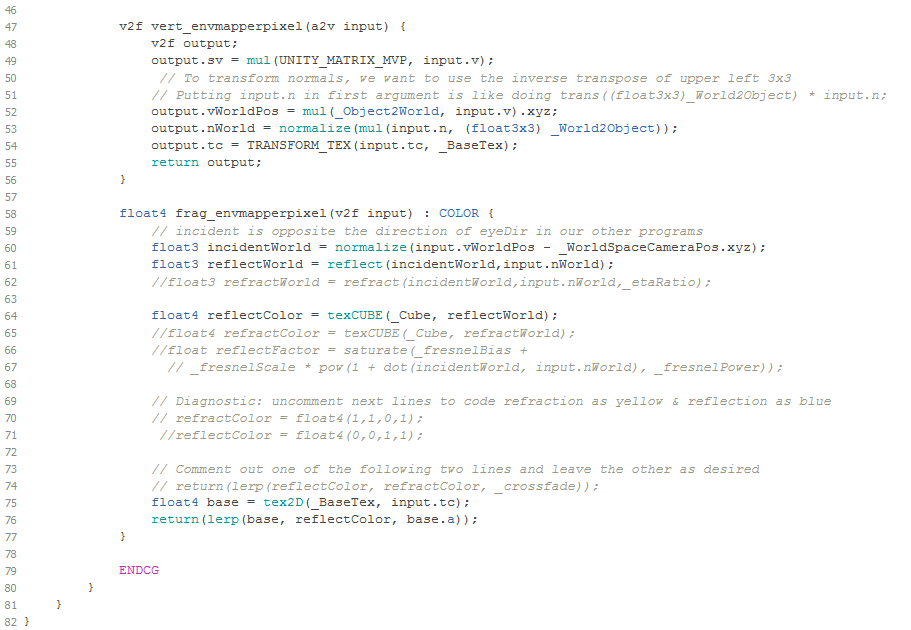 46
47 v2f vert_envmapperpixel(a2v input) {
48 v2f output;
49 output.sv = mul(UNITY_MATRIX_MVP, input.v);
50 // To transform normals, we want to use the inverse transpose of upper left 3x3
51 // Putting input.n in first argument is like doing trans((float3x3)_World2Object) * input.n;
52 output.vWorldPos = mul(_Object2World, input.v).xyz;
53 output.nWorld = normalize(mul(input.n, (float3x3) _World2Object));
54 output.tc = TRANSFORM_TEX(input.tc, _BaseTex);
55 return output;
56 }
57
58 float4 frag_envmapperpixel(v2f input) : COLOR {
59 // incident is opposite the direction of eyeDir in our other programs
60 float3 incidentWorld = normalize(input.vWorldPos - _WorldSpaceCameraPos.xyz);
61 float3 reflectWorld = reflect(incidentWorld,input.nWorld);
62 //float3 refractWorld = refract(incidentWorld,input.nWorld,_etaRatio);
63
64 float4 reflectColor = texCUBE(_Cube, reflectWorld);
65 //float4 refractColor = texCUBE(_Cube, refractWorld);
66 //float reflectFactor = saturate(_fresnelBias +
67 // _fresnelScale * pow(1 + dot(incidentWorld, input.nWorld), _fresnelPower));
68
69 // Diagnostic: uncomment next lines to code refraction as yellow & reflection as blue
70 // refractColor = float4(1,1,0,1);
71 //reflectColor = float4(0,0,1,1);
72
73 // Comment out one of the following two lines and leave the other as desired
74 // return(lerp(reflectColor, refractColor, _crossfade));
75 float4 base = tex2D(_BaseTex, input.tc);
76 return(lerp(base, reflectColor, base.a));
77 }
78
79 ENDCG
80 }
81 }
82 }